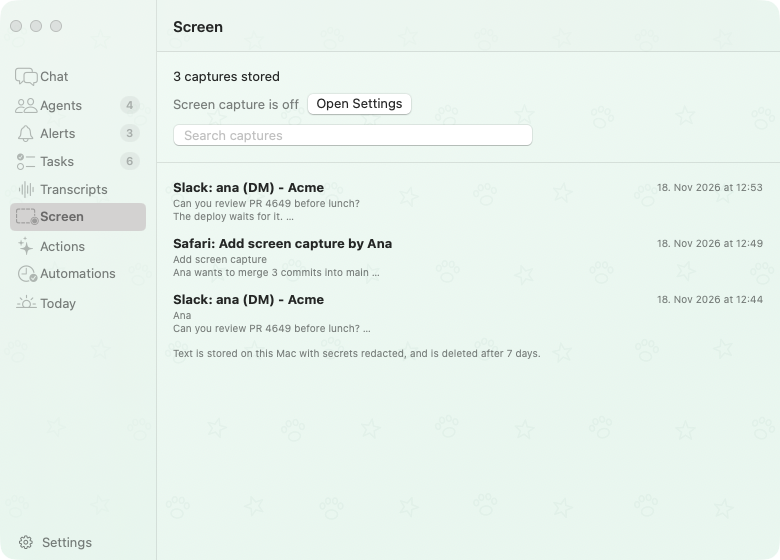 Screen
Chat
Agents 4
Alerts 3
Tasks 6
Transcripts
Screen
Actions
Automations
Today
Settings
3 captures stored
Screen capture is off Open Settings
Search captures
Slack: ana (DM) - Acme 18. Nov 2026 at 12:53
Can you review PR 4649 before lunch?
The deploy waits for it. ...
Safari: Add screen capture by Ana 18. Nov 2026 at 12:49
Add screen capture
Ana wants to merge 3 commits into main ...
Slack: ana (DM) - Acme 18. Nov 2026 at 12:44
Ana
Can you review PR 4649 before lunch? ...
Text is stored on this Mac with secrets redacted, and is deleted after 7 days.